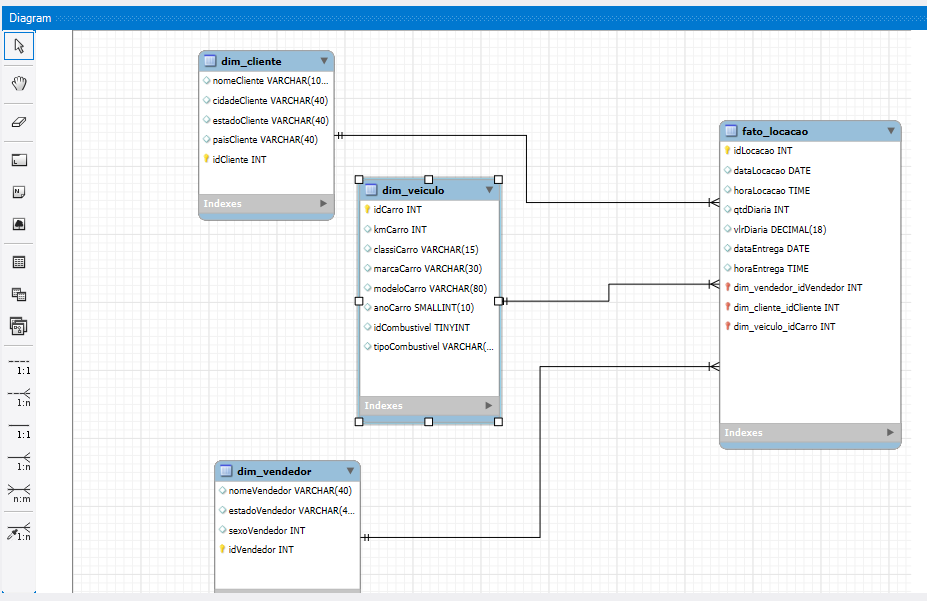 Diagram
dim_cliente
nomeCliente VARCHAR(10...
cidadeCliente VARCHAR(40)
estadoCliente VARCHAR(40)
paisCliente VARCHAR(40)
idCliente INT
Indexes
dim_veiculo
idCarro INT
kmCarro INT
classiCarro VARCHAR(15)
marcaCarro VARCHAR(30)
modeloCarro VARCHAR(80)
anoCarro SMALLINT(10)
idCombustivel TINYINT
tipoCombustivel VARCHAR(...
Indexes
fato_locacao
idLocacao INT
dataLocacao DATE
horaLocacao TIME
qtdDiaria INT
vlrDiaria DECIMAL(18)
dataEntrega DATE
horaEntrega TIME
dim_vendedor_idVendedor INT
dim_cliente_idCliente INT
dim_veiculo_idCarro INT
Indexes
dim_vendedor
nomeVendedor VARCHAR(40)
estadoVendedor VARCHAR(4...
sexoVendedor INT
idVendedor INT
1:1
1:n
1:1
1:n
n:m
1:n